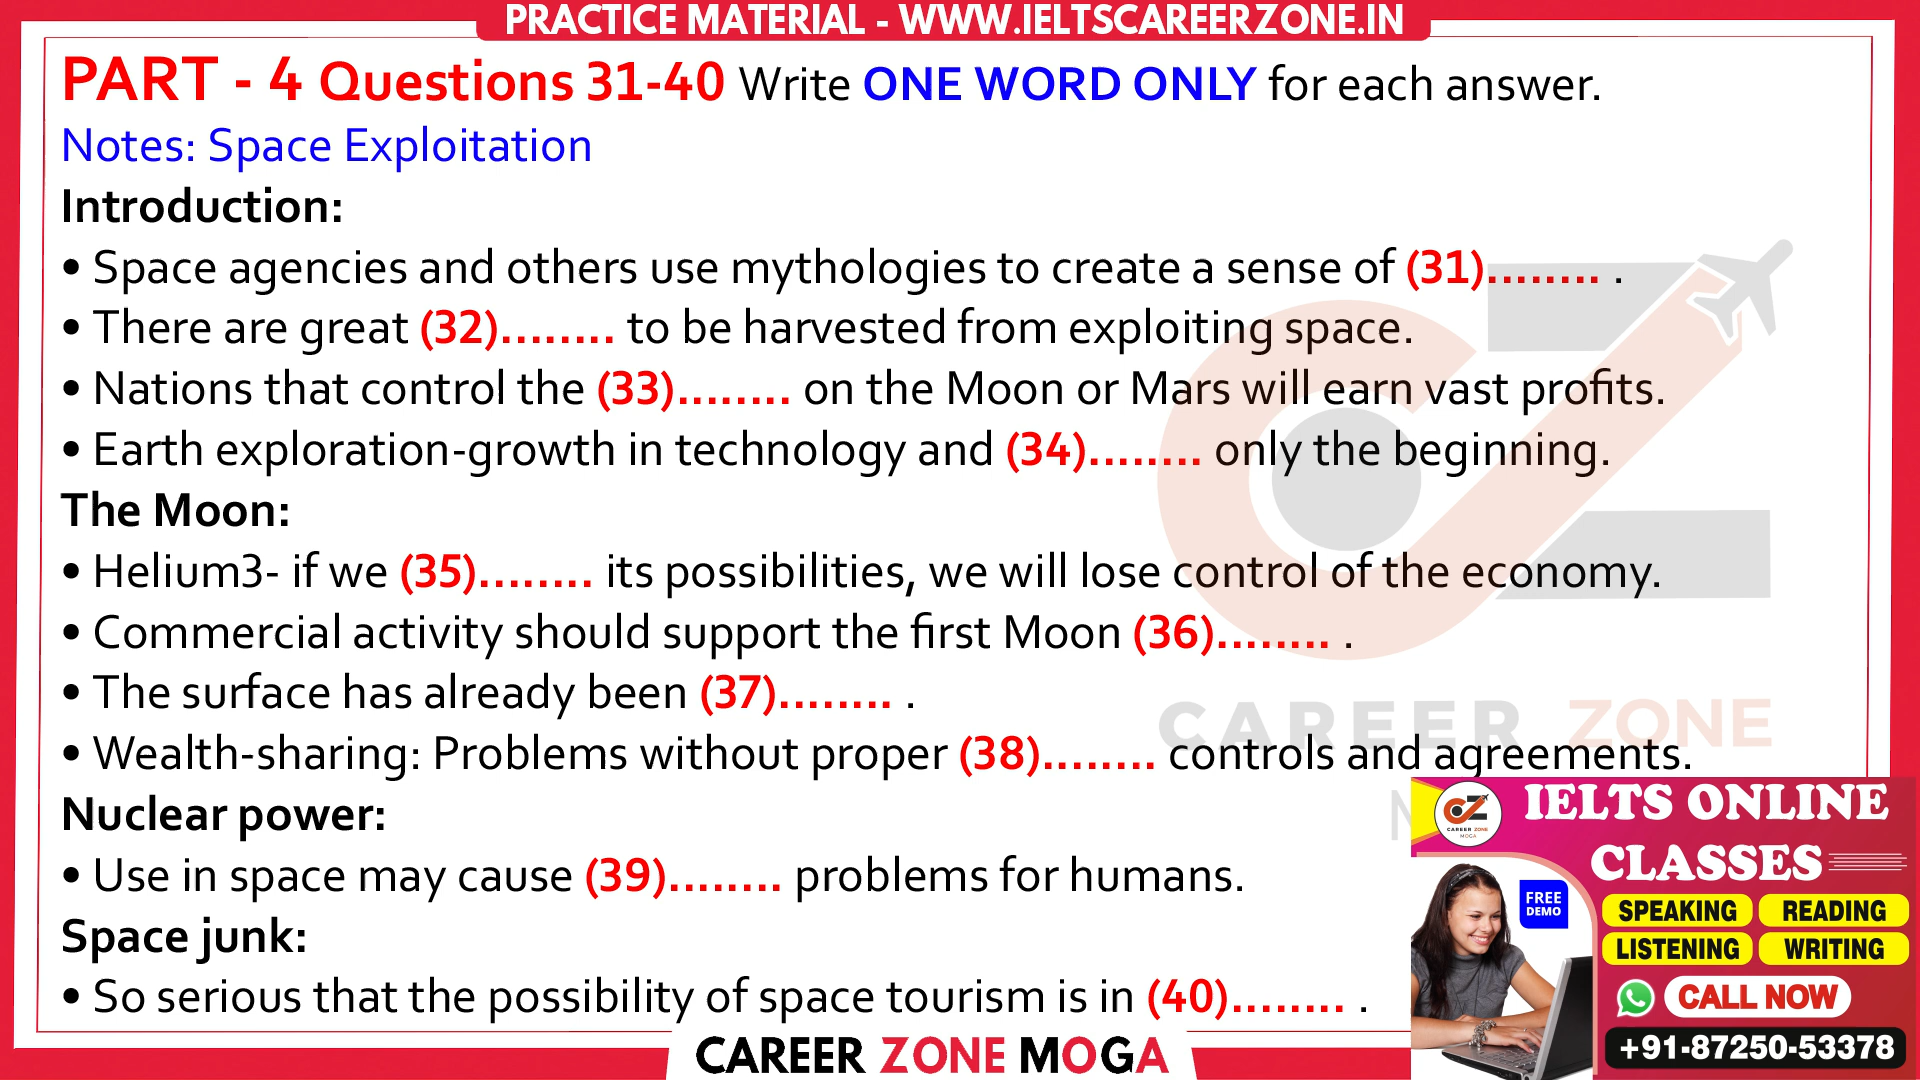 PRACTICE MATERIAL - WWW.IELTSCAREERZONE.IN
PART - 4 Questions 31-40 Write ONE WORD ONLY for each answer.
Notes: Space Exploitation
Introduction:
• Space agencies and others use mythologies to create a sense of (31)........ .
• There are great (32)........ to be harvested from exploiting space.
• Nations that control the (33)........ on the Moon or Mars will earn vast profits.
• Earth exploration-growth in technology and (34)........ only the beginning.
The Moon:
• Helium3- if we (35)........ its possibilities, we will lose control of the economy.
• Commercial activity should support the first Moon (36)........ .
• The surface has already been (37)........ .
• Wealth-sharing: Problems without proper (38)........ controls and agreements.
Nuclear power:
• Use in space may cause (39)........ problems for humans.
Space junk:
• So serious that the possibility of space tourism is in (40)........ .
CAREER ZONE
M
CAREER ZONE
MOGA
IELTS ONLINE
CLASSES
FREE
DEMO
SPEAKING READING
LISTENING WRITING
CALL NOW
+91-87250-53378
CAREER ZONE MOGA